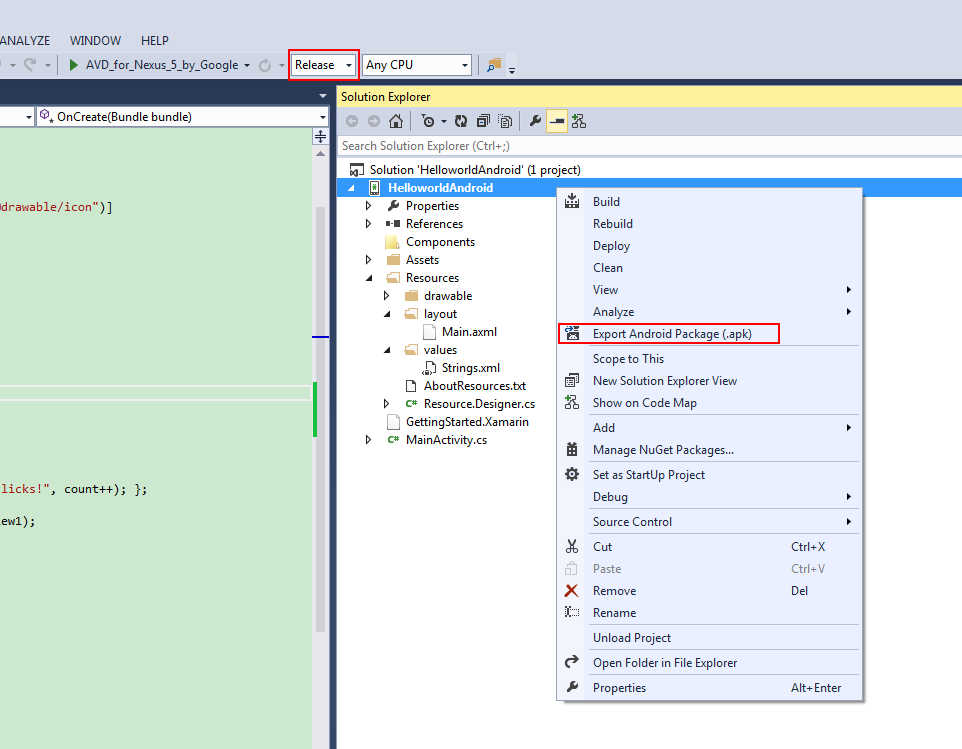 ANALYZE WINDOW HELP
AVD_for_Nexus_5_by_Google Release Any CPU
Solution Explorer
OnCreate(Bundle bundle)
Search Solution Explorer (Ctrl+;)
Solution 'HelloworldAndroid' (1 project)
HelloworldAndroid
Properties
References
Components
Assets
Resources
drawable
layout
Main.axml
values
Strings.xml
AboutResources.txt
Resource.Designer.cs
GettingStarted.Xamarin
MainActivity.cs
drawable/icon")]
licks!", count++); };
ew1);
Build
Rebuild
Deploy
Clean
View
Analyze
Export Android Package (.apk)
Scope to This
New Solution Explorer View
Show on Code Map
Add
Manage NuGet Packages...
Set as StartUp Project
Debug
Source Control
Cut Ctrl+X
Paste Ctrl+V
Remove Del
Rename
Unload Project
Open Folder in File Explorer
Properties Alt+Enter